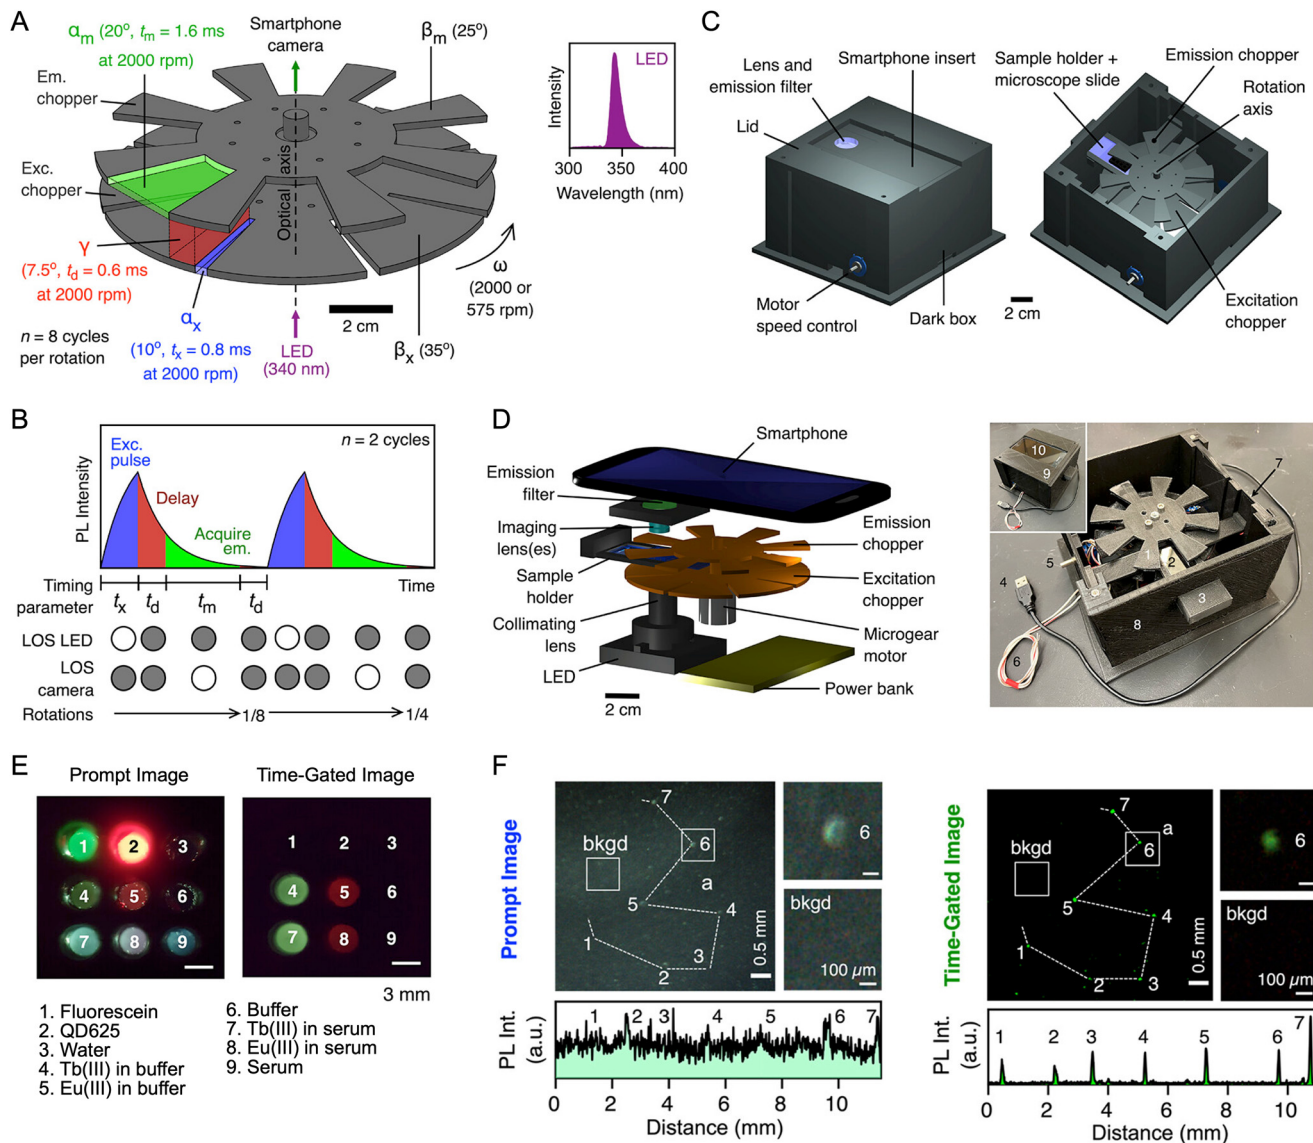 A
αm (20°, tm = 1.6 ms
at 2000 rpm)
Smartphone
camera
βm (25°)
Em.
chopper
Exc.
chopper
Optical axis
γ
(7.5°, td = 0.6 ms
at 2000 rpm)
αx
(10°, tx = 0.8 ms
at 2000 rpm)
n = 8 cycles
per rotation
2 cm
LED
(340 nm)
βx (35°)
ω
(2000 or
575 rpm)
LED
Intensity
300 350 400
Wavelength (nm)
C
Lens and
emission filter
Smartphone insert
Lid
Motor
speed control
Dark box
2 cm
Sample holder +
microscope slide
Emission chopper
Rotation
axis
Excitation
chopper
B
n = 2 cycles
Exc.
pulse
Delay
Acquire
em.
PL Intensity
Time
Timing
parameter
tx td tm td
LOS LED
LOS
camera
Rotations
1/8
1/4
D
Smartphone
Emission
filter
Imaging
lens(es)
Sample
holder
Collimating
lens
LED
Emission
chopper
Excitation
chopper
Microgear
motor
Power bank
2 cm
10
9
7
1
2
5
4
3
8
6
E
Prompt Image
Time-Gated Image
1 2 3
4 5 6
7 8 9
1 2 3
4 5 6
7 8 9
3 mm
1. Fluorescein
2. QD625
3. Water
4. Tb(III) in buffer
5. Eu(III) in buffer
6. Buffer
7. Tb(III) in serum
8. Eu(III) in serum
9. Serum
F
Prompt Image
7
bkgd
6
a
5
4
1
3
2
0.5 mm
6
bkgd
100 µm
PL Int.
(a.u.)
1 2 3 4 5 6 7
0 2 4 6 8 10
Distance (mm)
Time-Gated Image
7
a
bkgd
6
5
4
1
2
3
0.5 mm
6
bkgd
100 µm
PL Int.
(a.u.)
1 2 3 4 5 6 7
0 2 4 6 8 10
Distance (mm)